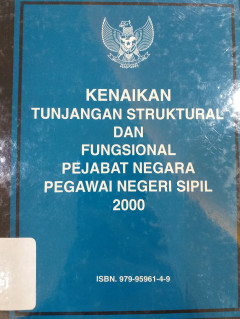 KENAIKAN
TUNJANGAN STRUKTURAL
DAN
FUNGSIONAL
PEJABAT NEGARA
PEGAWAI NEGERI SIPIL
2000
ISBN. 979-95961-4-9